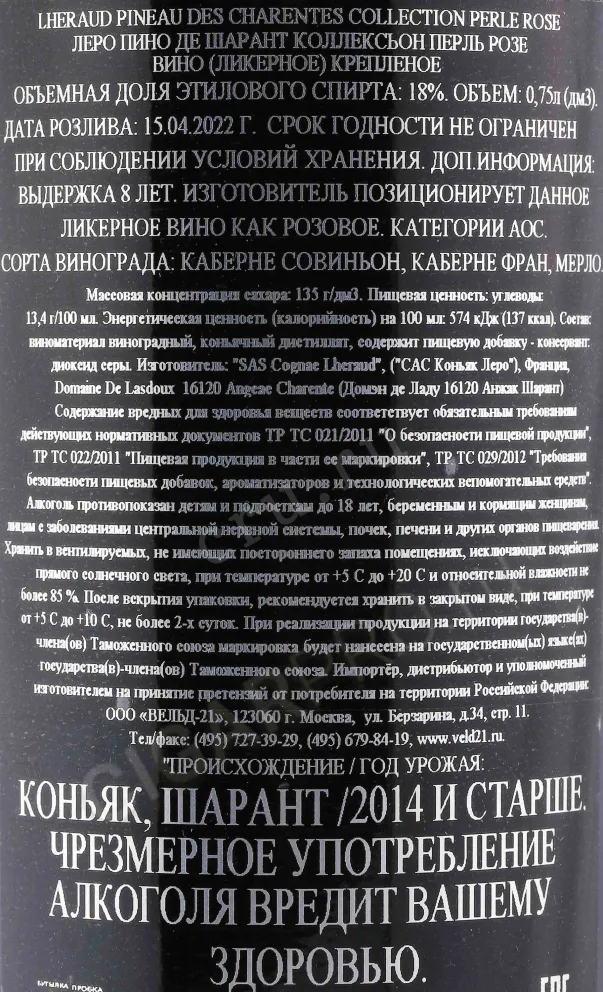 LHERAUD PINEAU DES CHARENTES COLLECTION PERLE ROSE
ЛЕРО ПИНО ДЕ ШАРАНТ КОЛЛЕКСЬОН ПЕРЛЬ РОЗЕ
ВИНО (ЛИКЕРНОЕ) КРЕПЛЕНОЕ
ОБЪЕМНАЯ ДОЛЯ ЭТИЛОВОГО СПИРТА: 18%. ОБЪЕМ: 0,75л (дм3).
ДАТА РОЗЛИВА: 15.04.2022 Г. СРОК ГОДНОСТИ НЕ ОГРАНИЧЕН
ПРИ СОБЛЮДЕНИИ УСЛОВИЙ ХРАНЕНИЯ. ДОП.ИНФОРМАЦИЯ:
ВЫДЕРЖКА 8 ЛЕТ. ИЗГОТОВИТЕЛЬ ПОЗИЦИОНИРУЕТ ДАННОЕ
ЛИКЕРНОЕ ВИНО КАК РОЗОВОЕ. КАТЕГОРИИ АОС.
СОРТА ВИНОГРАДА: КАБЕРНЕ СОВИНЬОН, КАБЕРНЕ ФРАН, МЕРЛО.
Массовая концентрация сахара: 135 г/дм3. Пищевая ценность: углеводы:
13,4 г/100 мл. Энергетическая ценность (калорийность) на 100 мл: 574 кДж (137 ккал). Состав:
виноматериал виноградный, коньячный дистиллят, содержит пищевую добавку - консервант:
диоксид серы. Изготовитель: "SAS Cognac Lheraud", ("САС Коньяк Леро"), Франция,
Domaine De Lasdoux 16120 Angeac Charente (Домэн де Ладу 16120 Анжак Шарант)
Содержание вредных для здоровья веществ соответствует обязательным требованиям
действующих нормативных документов ТР ТС 021/2011 "О безопасности пищевой продукции",
ТР ТС 022/2011 "Пищевая продукция в части ее маркировки", ТР ТС 029/2012 "Требования
безопасности пищевых добавок, ароматизаторов и технологических вспомогательных средств".
Алкоголь противопоказан детям и подросткам до 18 лет, беременным и кормящим женщинам,
лицам с заболеваниями центральной нервной системы, почек, печени и других органов пищеварения.
Хранить в вентилируемых, не имеющих постороннего запаха помещениях, исключающих воздействие
прямого солнечного света, при температуре от +5 С до +20 С и относительной влажности не
более 85 %. После вскрытия упаковки, рекомендуется хранить в закрытом виде, при температуре
от +5 С до +10 С, не более 2-х суток. При реализации продукции на территории государства(в)-
члена(ов) Таможенного союза маркировка будет нанесена на государственном(ых) языке(ах)
государства(в)-члена(ов) Таможенного союза. Импортёр, дистрибьютор и уполномоченный
изготовителем на принятие претензий от потребителя на территории Российской Федерации:
ООО «ВЕЛЬД-21», 123060 г. Москва, ул. Берзарина, д.34, стр. 11.
Тел/факс: (495) 727-39-29, (495) 679-84-19, www.veld21.ru.
"ПРОИСХОЖДЕНИЕ / ГОД УРОЖАЯ:
КОНЬЯК, ШАРАНТ /2014 И СТАРШЕ.
ЧРЕЗМЕРНОЕ УПОТРЕБЛЕНИЕ
АЛКОГОЛЯ ВРЕДИТ ВАШЕМУ
ЗДОРОВЬЮ.
БУТЫЛКА ПРОБКА